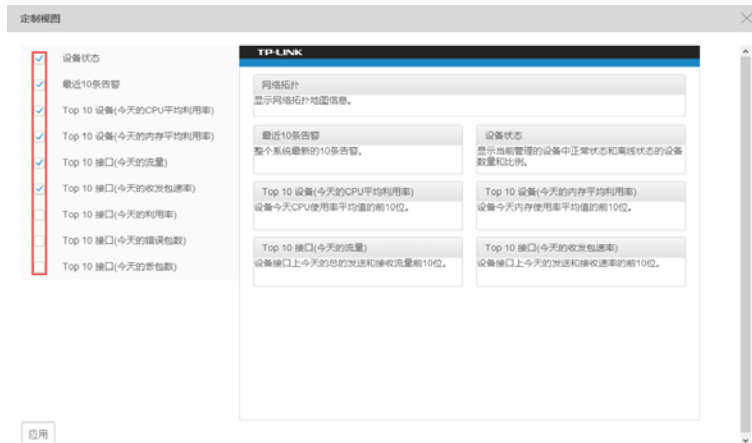 定制视图
设备状态
最近10条告警
Top 10 设备(今天的CPU平均利用率)
Top 10 设备(今天的内存平均利用率)
Top 10 接口(今天的流量)
Top 10 接口(今天的收发包速率)
Top 10 接口(今天的利用率)
Top 10 接口(今天的错误包数)
Top 10 接口(今天的丢包数)
应用
TP-LINK
网络拓扑
显示网络拓扑地图信息。
最近10条告警
整个系统最新的10条告警。
设备状态
显示当前管理的设备中正常状态和离线状态的设备
数量和比例。
Top 10 设备(今天的CPU平均利用率)
设备今天CPU使用率平均值的前10位。
Top 10 设备(今天的内存平均利用率)
设备今天内存使用率平均值的前10位。
Top 10 接口(今天的流量)
设备接口上今天的总的发送和接收流量前10位。
Top 10 接口(今天的收发包速率)
设备接口上今天的发送和接收速率的前10位。